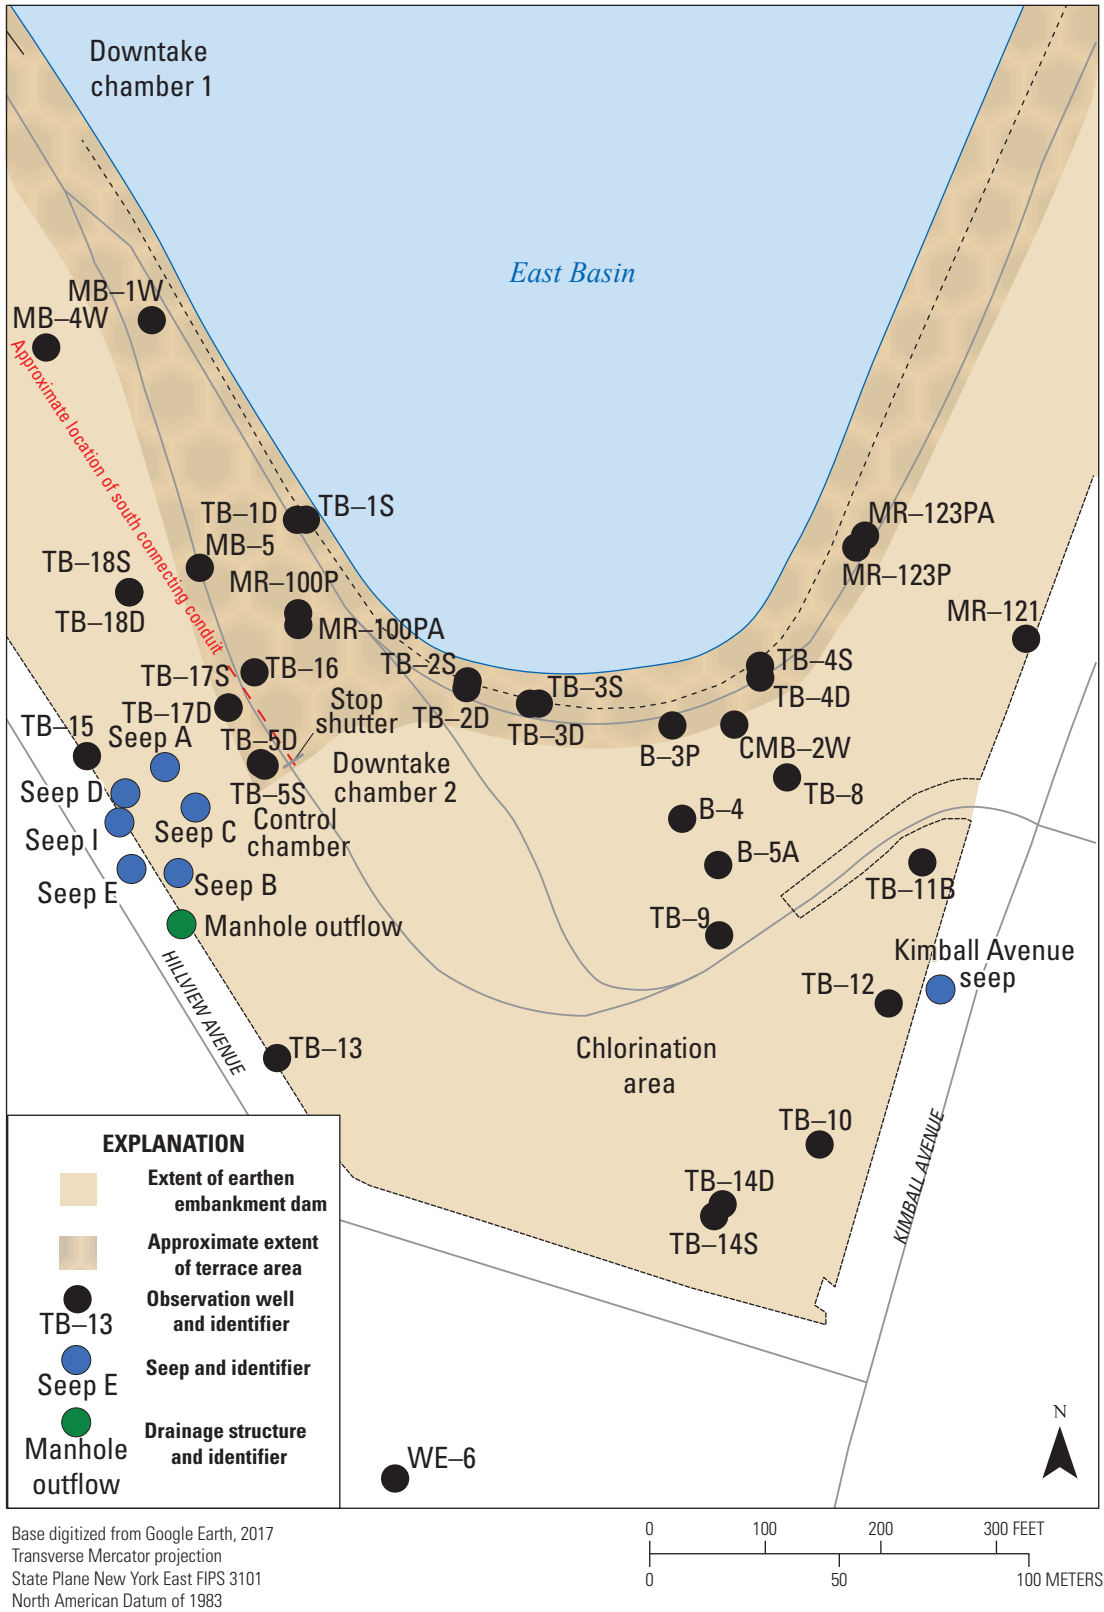 Downtake
chamber 1
East Basin
MB–1W
MB–4W
Approximate location of south connecting conduit
TB–1D
TB–1S
MB–5
MR–123PA
MR–123P
TB–18S
TB–18D
MR–100P
MR–100PA
MR–121
TB–17S
TB–16
TB–2S
TB–2D
TB–3S
TB–3D
TB–4S
TB–4D
TB–17D
Stop
shutter
TB–15
Seep A
TB–5D
TB–5S
Downtake
chamber 2
B–3P
CMB–2W
TB–8
Seep D
Seep C
Control
chamber
B–4
Seep I
B–5A
Seep E
Seep B
TB–11B
Manhole outflow
TB–9
HILLVIEW AVENUE
Kimball Avenue
seep
TB–12
TB–13
Chlorination
area
TB–10
KIMBALL AVENUE
TB–14D
TB–14S
EXPLANATION
Extent of earthen
embankment dam
Approximate extent
of terrace area
TB–13
Observation well
and identifier
Seep E
Seep and identifier
Manhole
outflow
Drainage structure
and identifier
WE–6
N
Base digitized from Google Earth, 2017
Transverse Mercator projection
State Plane New York East FIPS 3101
North American Datum of 1983
0 100 200 300 FEET
0 50 100 METERS